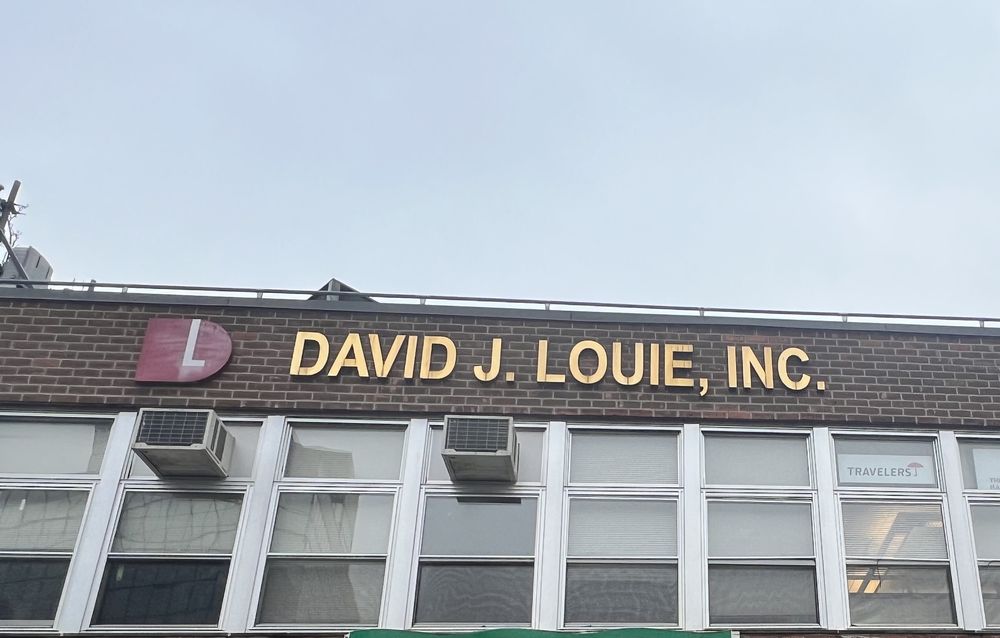 L
DAVID J. LOUIE, INC.
TRAVELERS